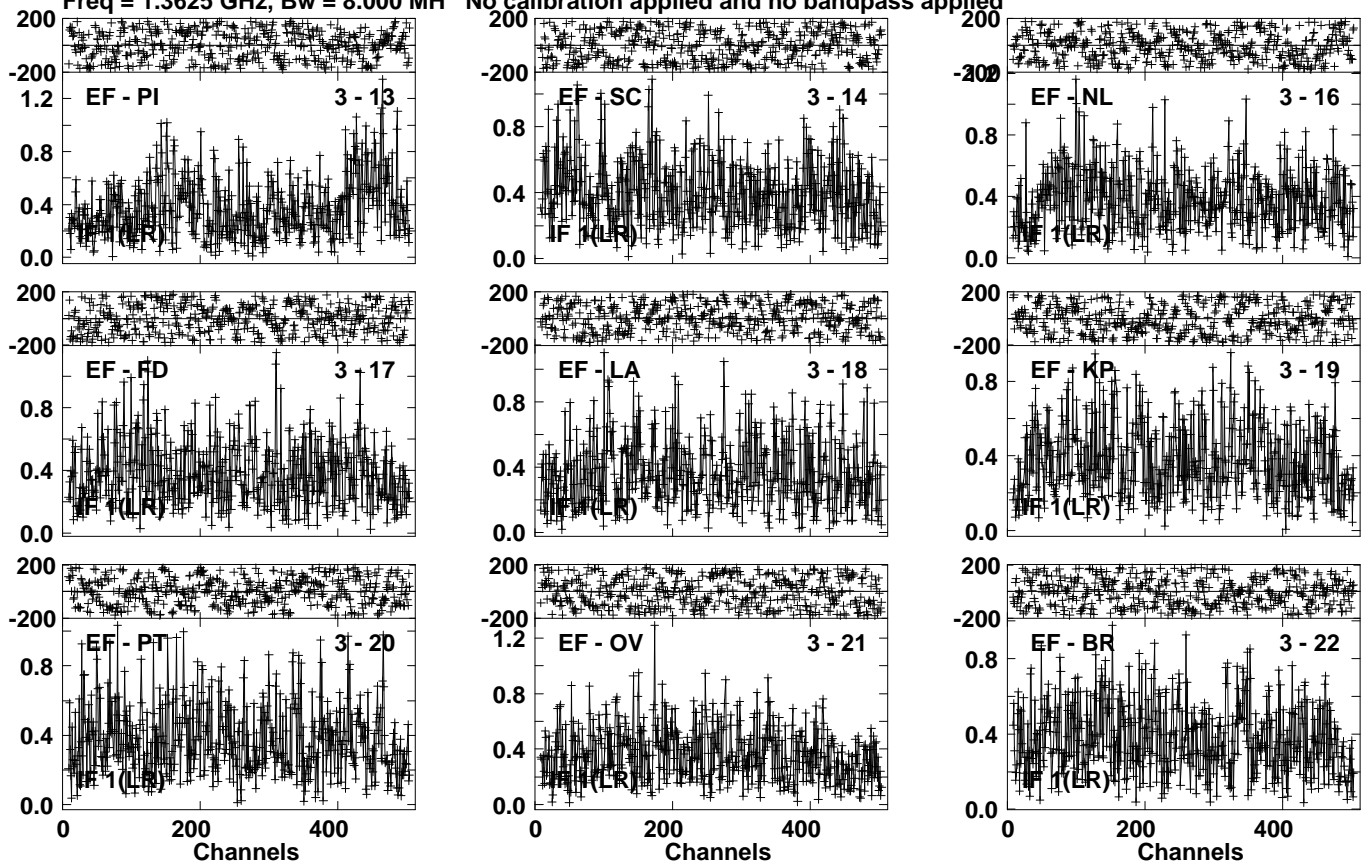 Freq = 1.3625 GHz, Bw = 8.000 MH No calibration applied and no bandpass applied
200 200 200
-200 -200 -200
EF - PI 3 - 13 EF - SC 3 - 14 EF - NL 3 - 16
1.2 1.2
0.8 0.8 0.8
0.4 0.4 0.4
IF 1(LR) IF 1(LR) IF 1(LR)
0.0 0.0 0.0
200 200 200
-200 -200 -200
EF - FD 3 - 17 EF - LA 3 - 18 EF - KP 3 - 19
0.8 0.8 0.8
0.4 0.4 0.4
IF 1(LR) IF 1(LR) IF 1(LR)
0.0 0.0 0.0
200 200 200
-200 -200 -200
EF - PT 3 - 20 EF - OV 3 - 21 EF - BR 3 - 22
1.2
0.8 0.8 0.8
0.4 0.4 0.4
IF 1(LR) IF 1(LR) IF 1(LR)
0.0 0.0 0.0
0 200 400 0 200 400 0 200 400
Channels Channels Channels